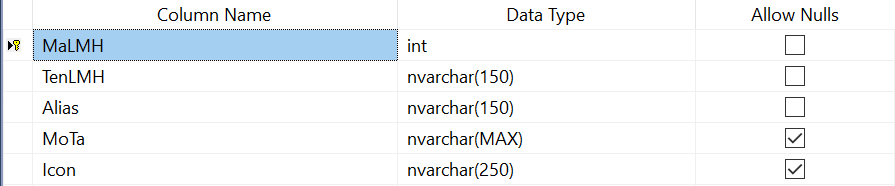 Column Name Data Type Allow Nulls
MaLMH int
TenLMH nvarchar(150)
Alias nvarchar(150)
MoTa nvarchar(MAX)
Icon nvarchar(250)